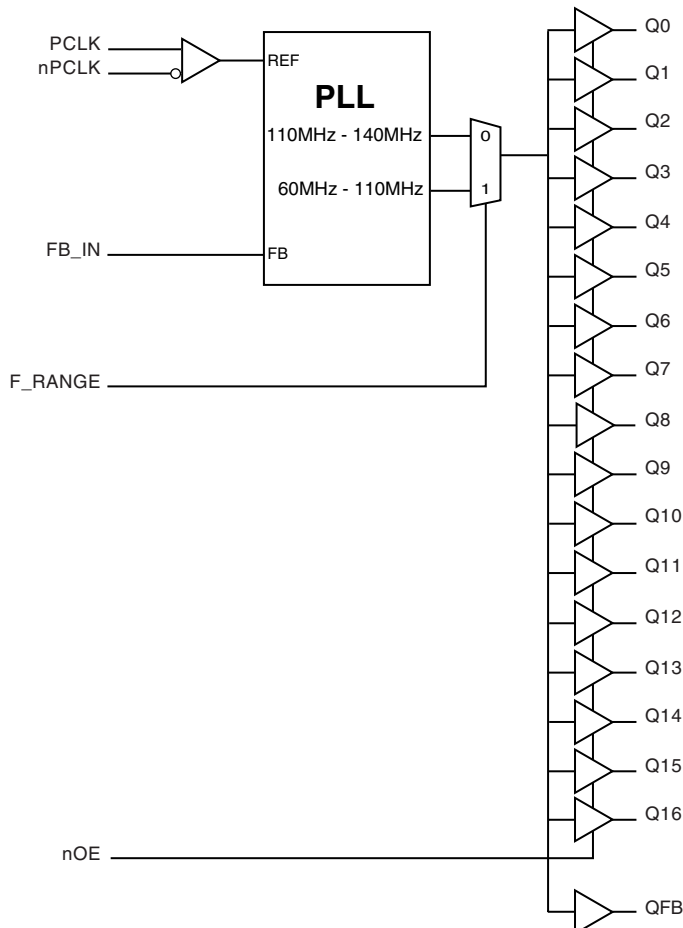 PCLK
nPCLK
REF
PLL
110MHz - 140MHz
0
60MHz - 110MHz
1
FB_IN
FB
F_RANGE
nOE
Q0
Q1
Q2
Q3
Q4
Q5
Q6
Q7
Q8
Q9
Q10
Q11
Q12
Q13
Q14
Q15
Q16
QFB